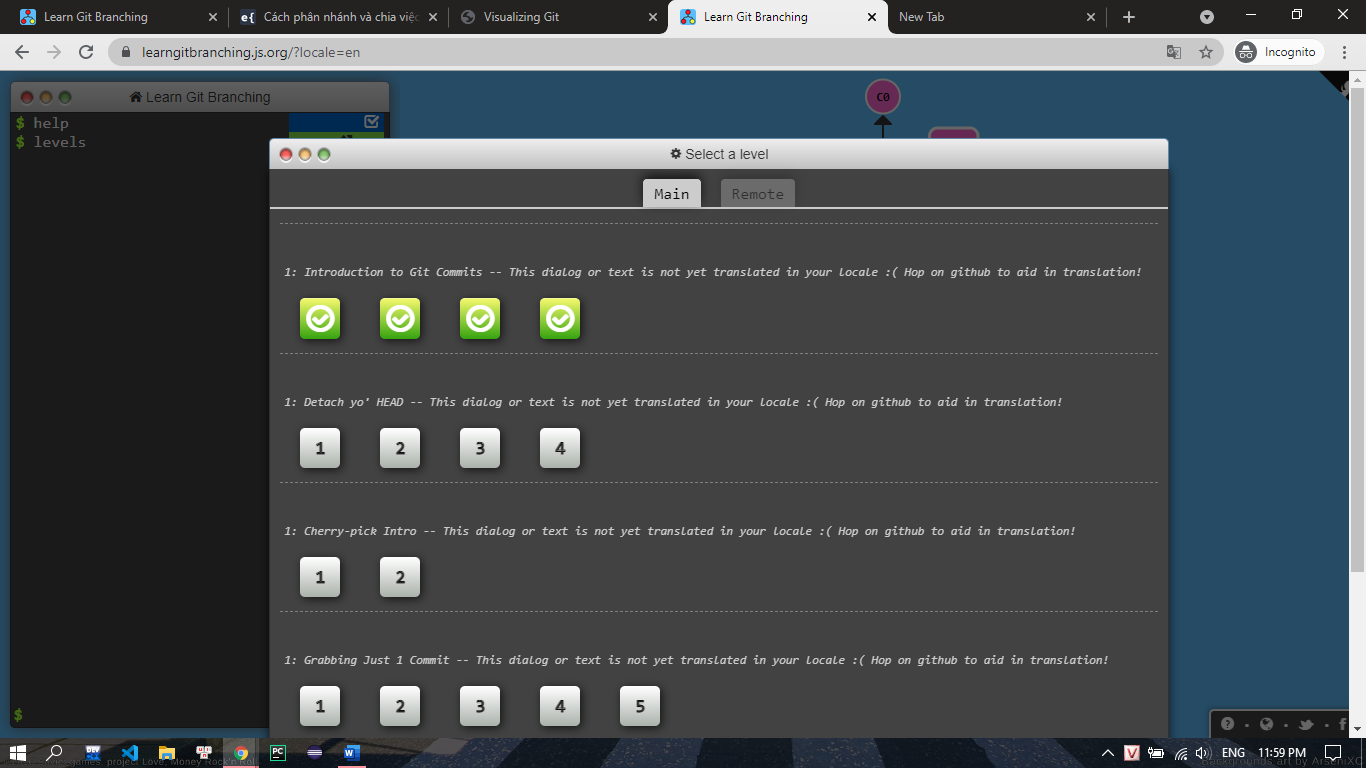 Learn Git Branching
Cách phân nhánh và chia việc
Visualizing Git
Learn Git Branching
New Tab
learngitbranching.js.org/?locale=en
Incognito
Learn Git Branching
$ help
$ levels
C0
Select a level
Main
Remote
1: Introduction to Git Commits -- This dialog or text is not yet translated in your locale :( Hop on github to aid in translation!
1: Detach yo' HEAD -- This dialog or text is not yet translated in your locale :( Hop on github to aid in translation!
1 2 3 4
1: Cherry-pick Intro -- This dialog or text is not yet translated in your locale :( Hop on github to aid in translation!
1 2
1: Grabbing Just 1 Commit -- This dialog or text is not yet translated in your locale :( Hop on github to aid in translation!
1 2 3 4 5
$
ENG
11:59 PM